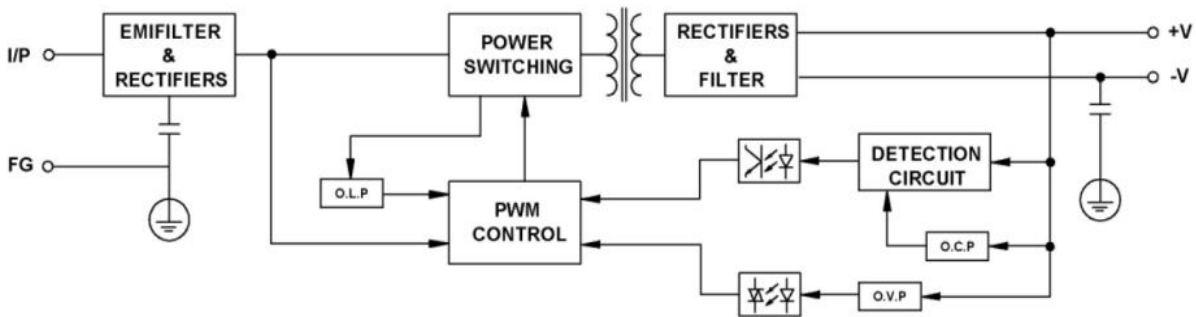 I/P
EMIFILTER
&
RECTIFIERS
POWER
SWITCHING
RECTIFIERS
&
FILTER
+V
-V
FG
O.L.P
PWM
CONTROL
DETECTION
CIRCUIT
O.C.P
O.V.P